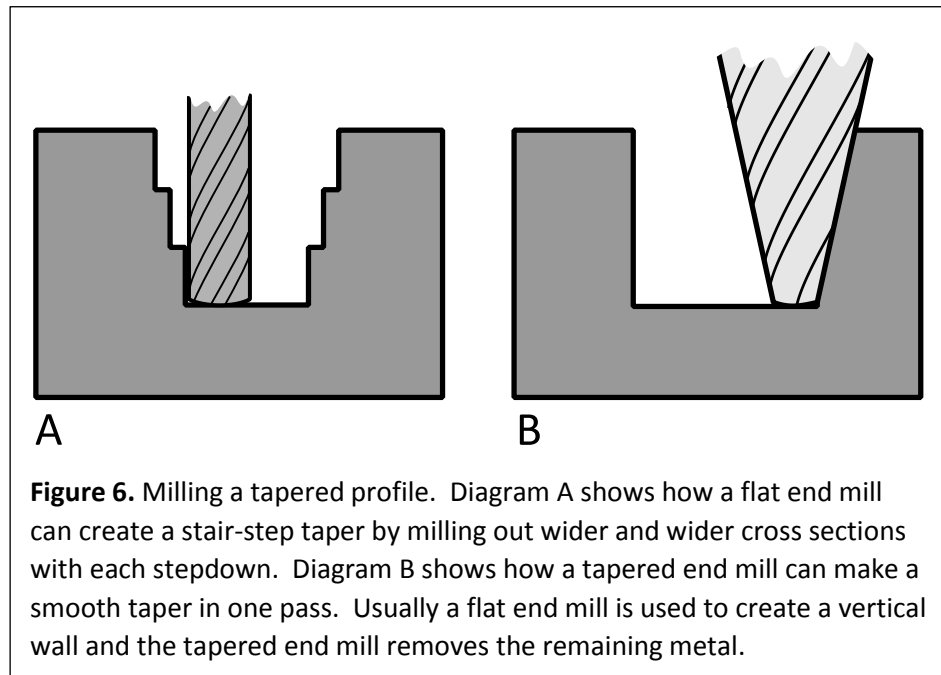 A
B
Figure 6. Milling a tapered profile. Diagram A shows how a flat end mill
can create a stair-step taper by milling out wider and wider cross sections
with each stepdown. Diagram B shows how a tapered end mill can make a
smooth taper in one pass. Usually a flat end mill is used to create a vertical
wall and the tapered end mill removes the remaining metal.